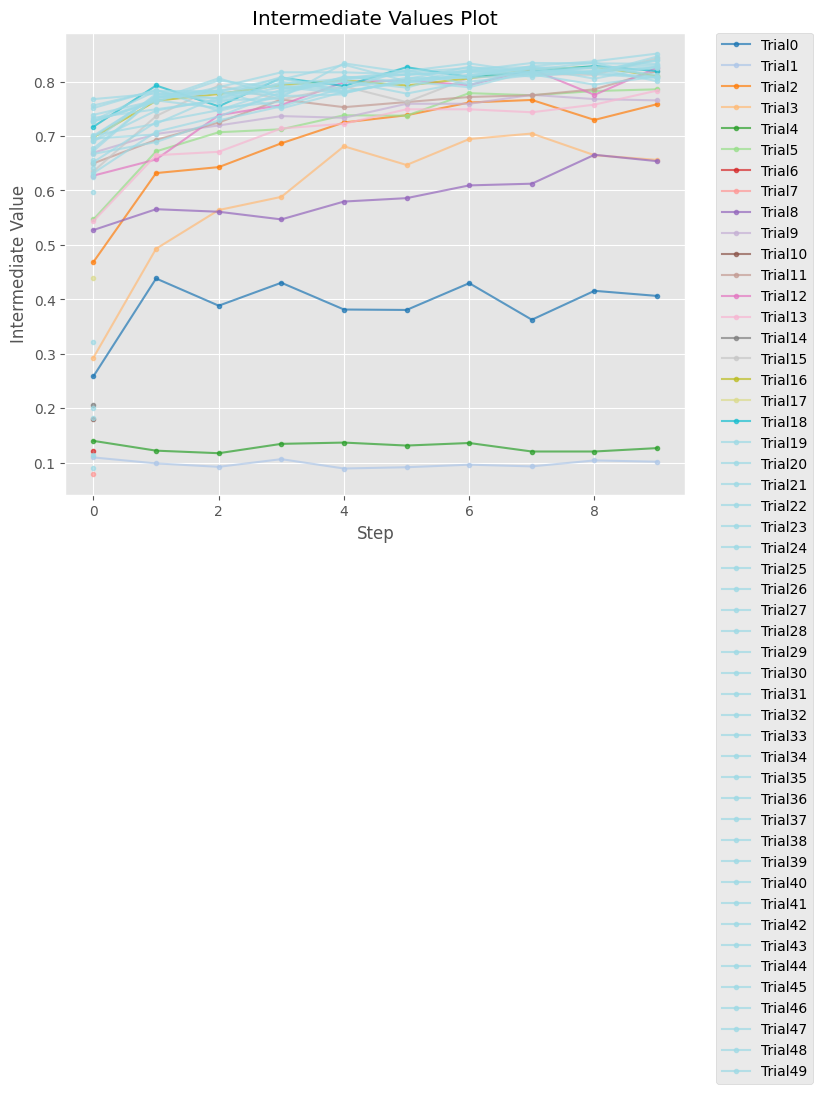 Intermediate Values Plot
Intermediate Value
0.8
0.7
0.6
0.5
0.4
0.3
0.2
0.1
0 2 4 6 8
Step
Trial0
Trial1
Trial2
Trial3
Trial4
Trial5
Trial6
Trial7
Trial8
Trial9
Trial10
Trial11
Trial12
Trial13
Trial14
Trial15
Trial16
Trial17
Trial18
Trial19
Trial20
Trial21
Trial22
Trial23
Trial24
Trial25
Trial26
Trial27
Trial28
Trial29
Trial30
Trial31
Trial32
Trial33
Trial34
Trial35
Trial36
Trial37
Trial38
Trial39
Trial40
Trial41
Trial42
Trial43
Trial44
Trial45
Trial46
Trial47
Trial48
Trial49